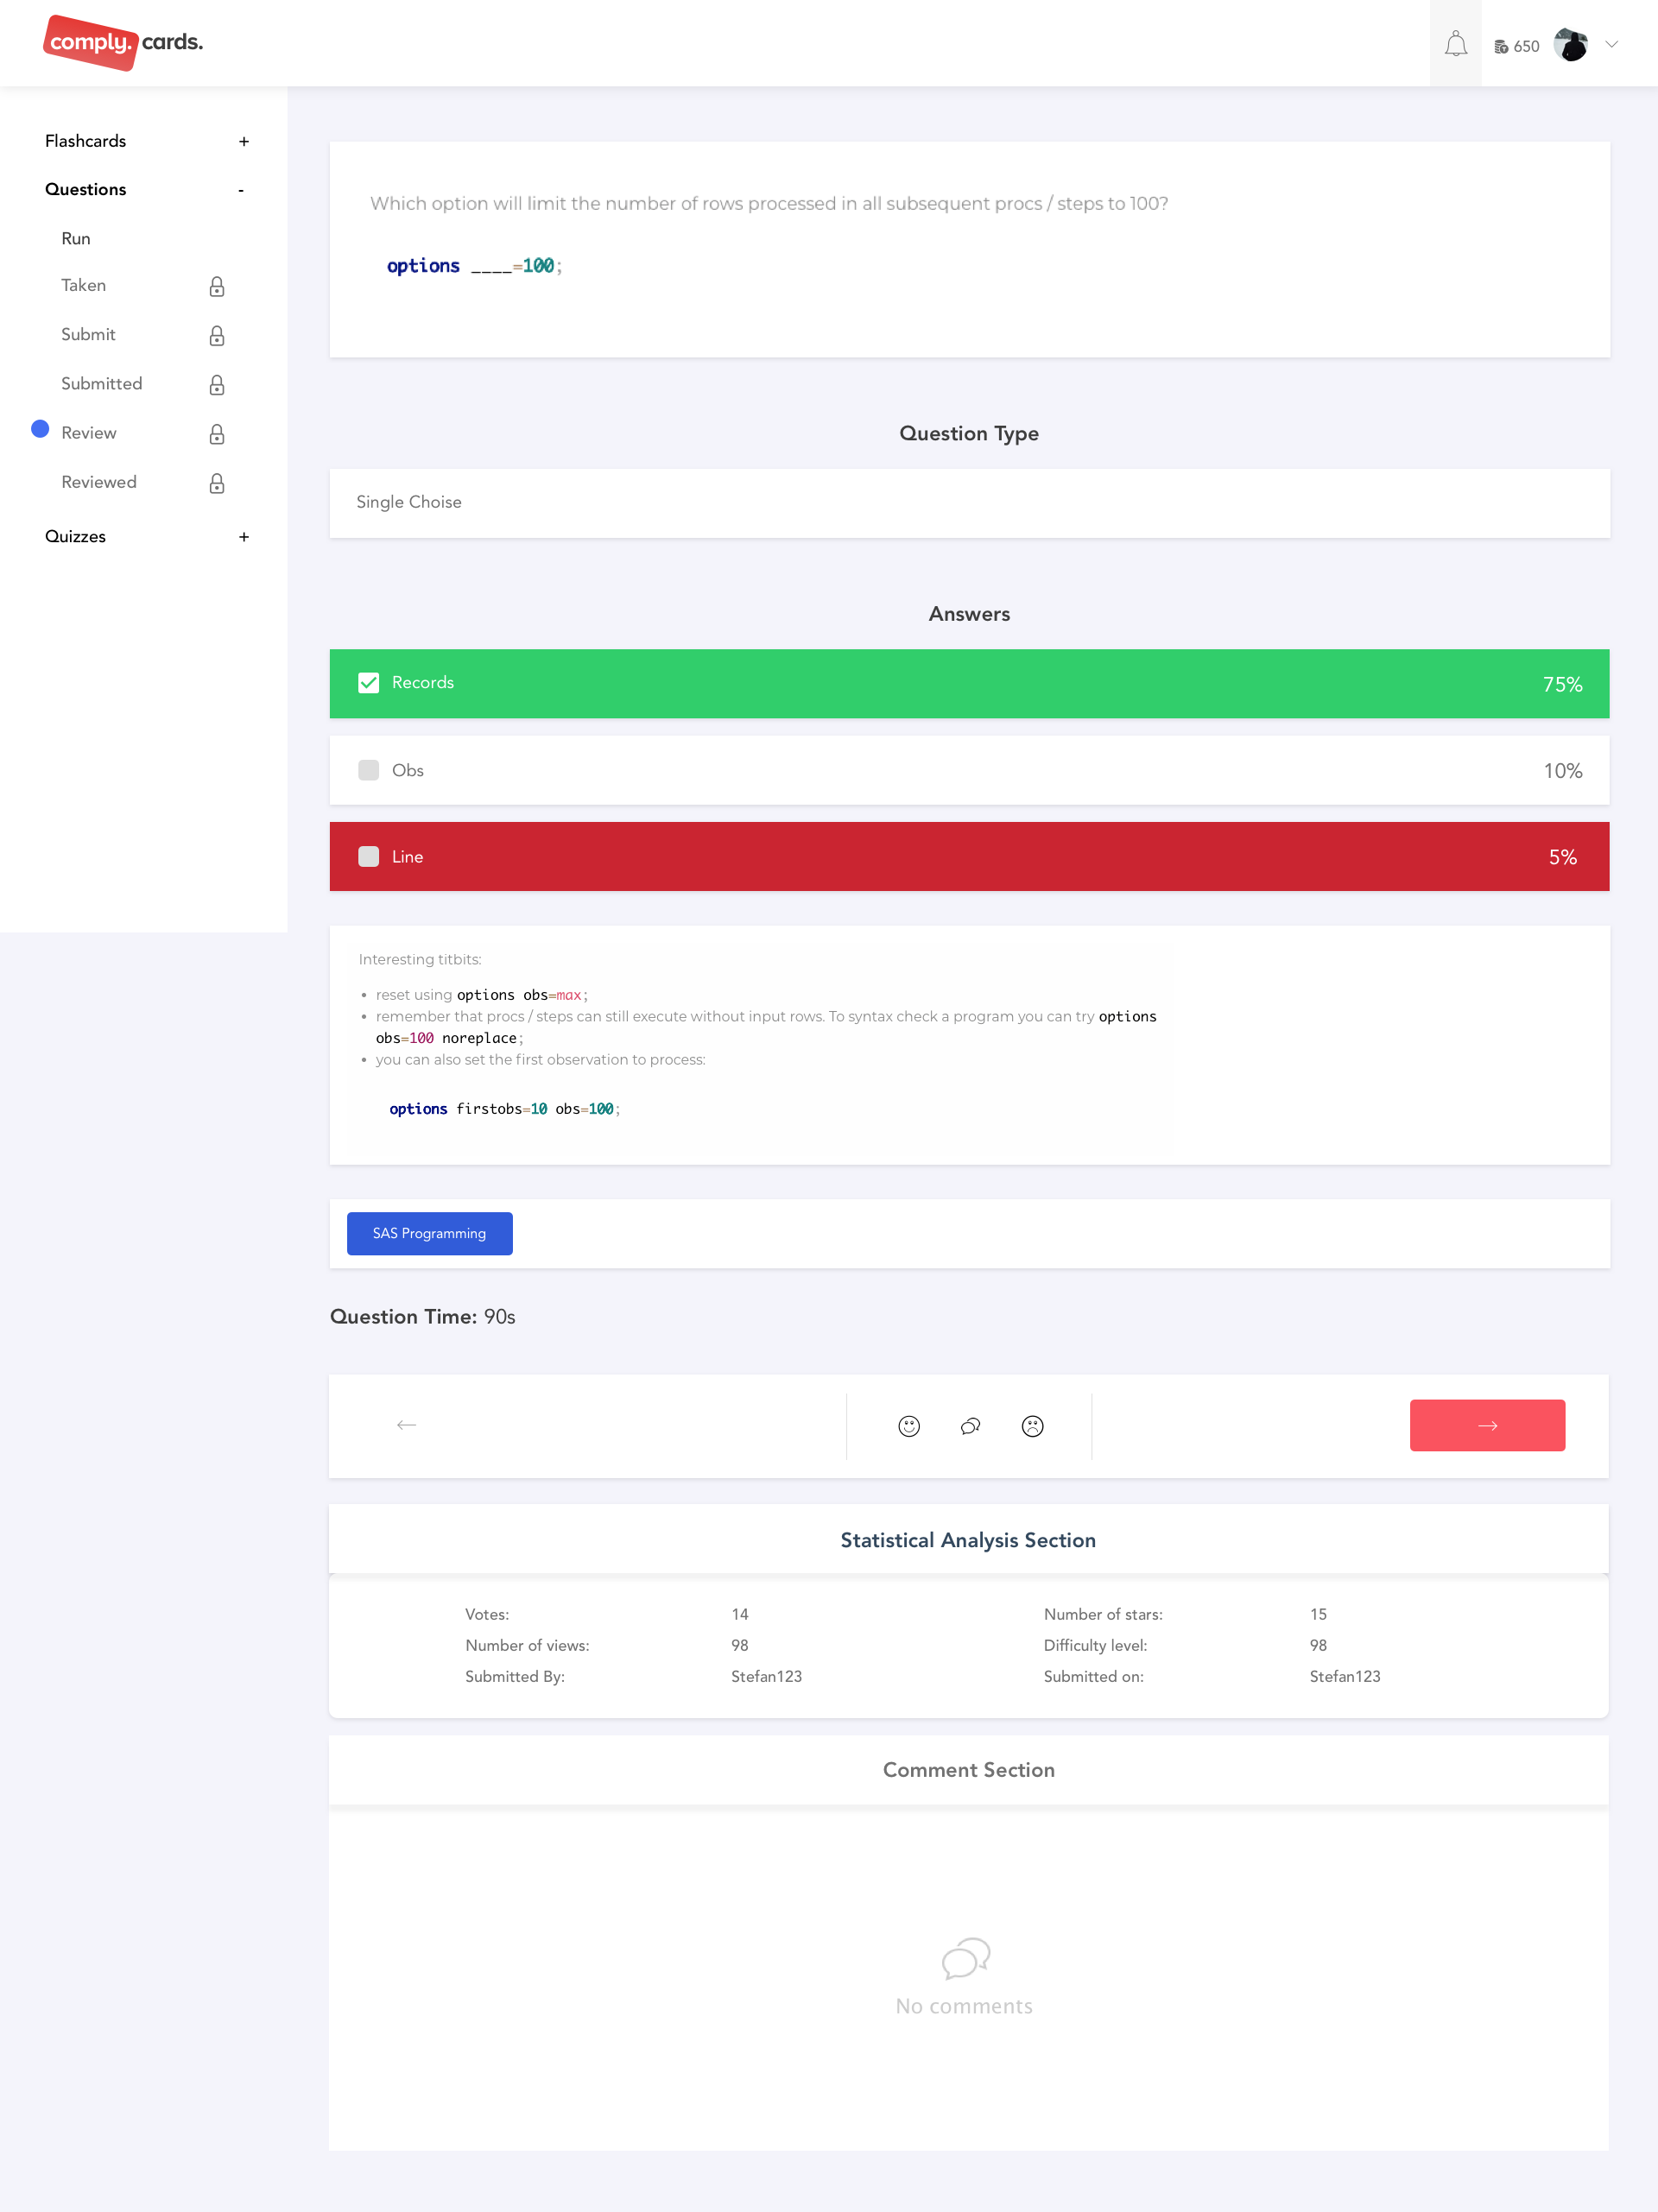 comply. cards.
650
Flashcards +
Questions -
Run
Taken
Submit
Submitted
Review
Reviewed
Quizzes +
Which option will limit the number of rows processed in all subsequent procs / steps to 100?
options ____=100;
Question Type
Single Choise
Answers
Records 75%
Obs 10%
Line 5%
Interesting titbits:
• reset using options obs=max;
• remember that procs / steps can still execute without input rows. To syntax check a program you can try options
obs=100 noreplace;
• you can also set the first observation to process:
options firstobs=10 obs=100;
SAS Programming
Question Time: 90s
Statistical Analysis Section
Votes: 14 Number of stars: 15
Number of views: 98 Difficulty level: 98
Submitted By: Stefan123 Submitted on: Stefan123
Comment Section
No comments